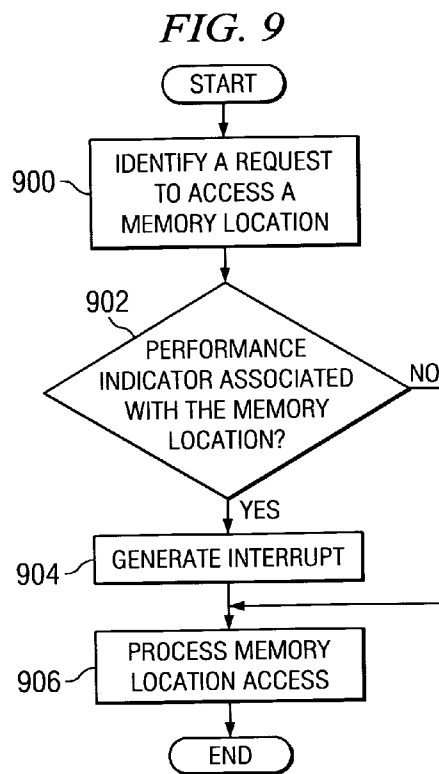 FIG. 9
START
900
IDENTIFY A REQUEST
TO ACCESS A
MEMORY LOCATION
902
PERFORMANCE
INDICATOR ASSOCIATED
WITH THE MEMORY
LOCATION?
NO
YES
904
GENERATE INTERRUPT
906
PROCESS MEMORY
LOCATION ACCESS
END